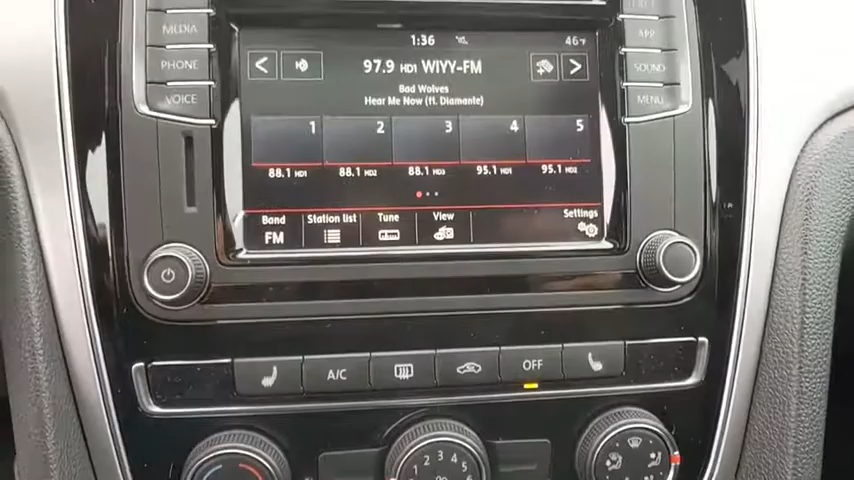 1:36 46°F
MEDIA
PHONE
VOICE
APP
SOUND
MENU
97.9 HD1 WIYY-FM
Bad Wolves
Hear Me Now (ft.Diamante)
1 2 3 4 5
88.1 HD1 88.1 HD2 88.1 HD3 95.1 HD1 95.1 HD2
Band Station list Tune View Settings
FM
A/C OFF
1 2 3 4 5 6